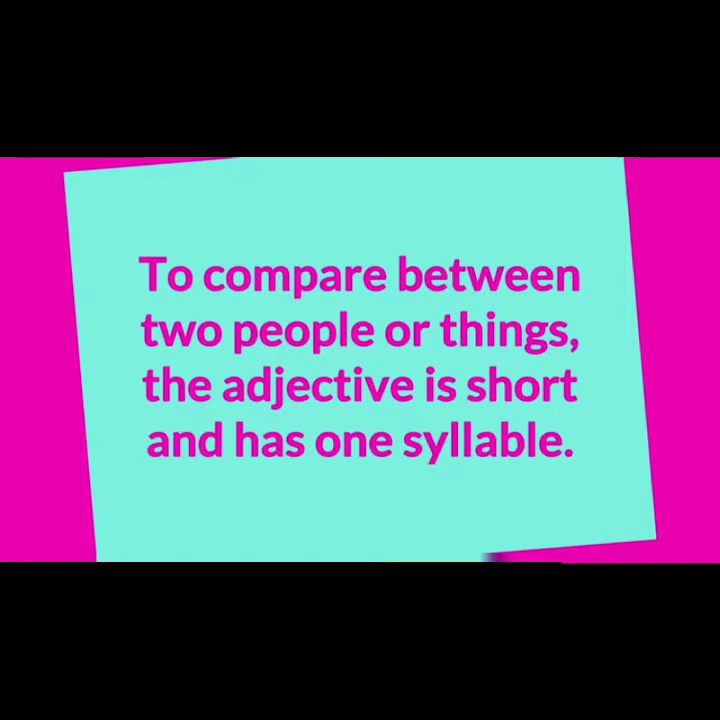 To compare between
two people or things,
the adjective is short
and has one syllable.